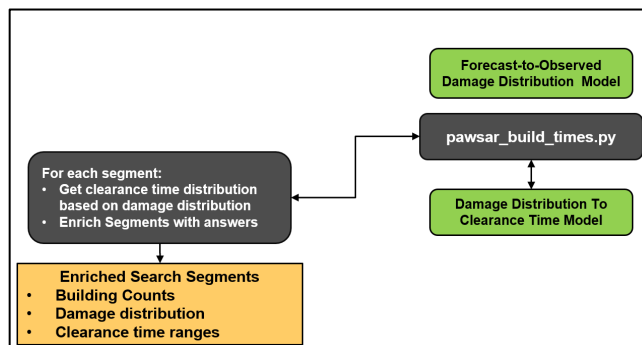 Forecast-to-Observed
Damage Distribution Model
pawsar_build_times.py
For each segment:
• Get clearance time distribution
based on damage distribution
• Enrich Segments with answers
Damage Distribution To
Clearance Time Model
Enriched Search Segments
• Building Counts
• Damage distribution
• Clearance time ranges